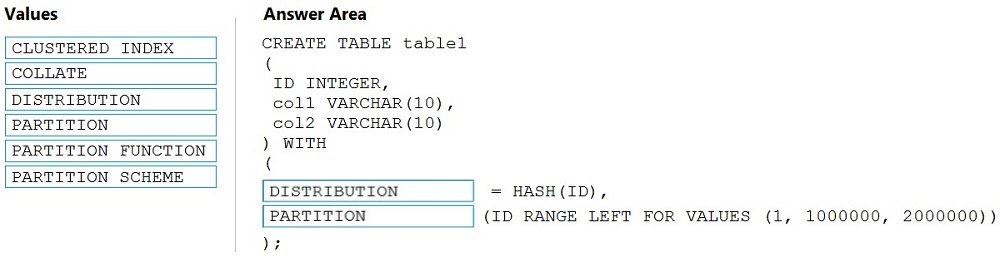 Values
CLUSTERED INDEX
COLLATE
DISTRIBUTION
PARTITION
PARTITION FUNCTION
PARTITION SCHEME
Answer Area
CREATE TABLE table1
(
ID INTEGER,
col1 VARCHAR(10),
col2 VARCHAR(10)
) WITH
(
DISTRIBUTION = HASH(ID),
PARTITION (ID RANGE LEFT FOR VALUES (1, 1000000, 2000000))
);